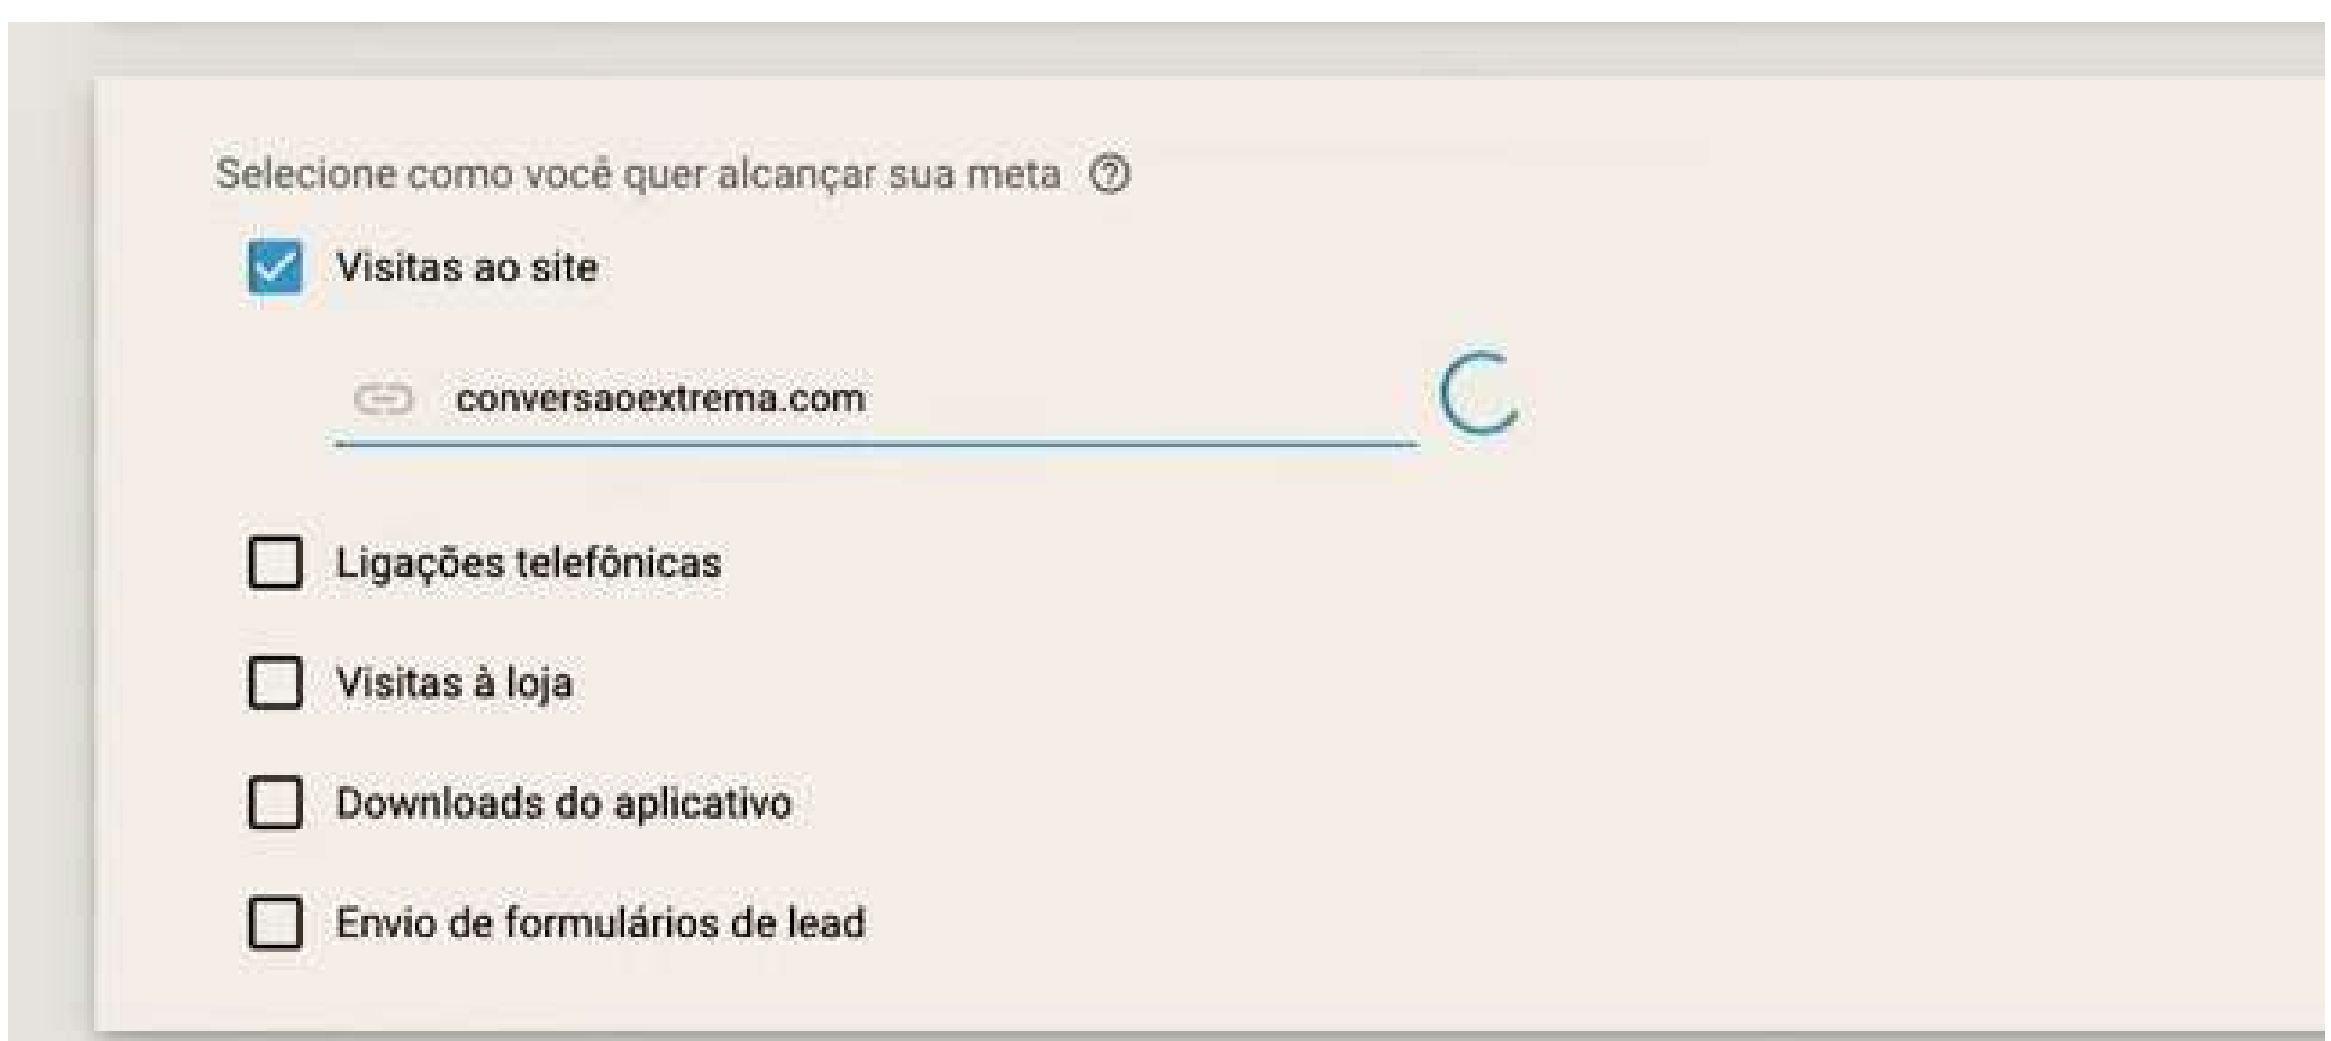 Selecione como você quer alcançar sua meta
Visitas ao site
conversaoextrema.com
Ligações telefônicas
Visitas à loja
Downloads do aplicativo
Envio de formulários de lead